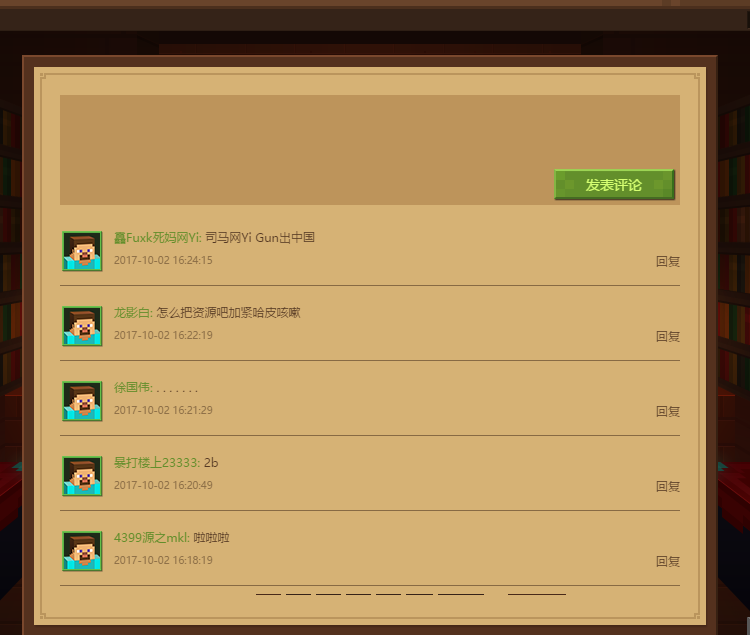 发表评论
矗Fuxk死妈网Yi: 司马网Yi Gun出中国
2017-10-02 16:24:15
回复
龙影白: 怎么把资源吧加紧哈皮咳嗽
2017-10-02 16:22:19
回复
徐国伟: . . . . . . .
2017-10-02 16:21:29
回复
暴打楼上23333: 2b
2017-10-02 16:20:49
回复
4399源之mkl: 啦啦啦
2017-10-02 16:18:19
回复